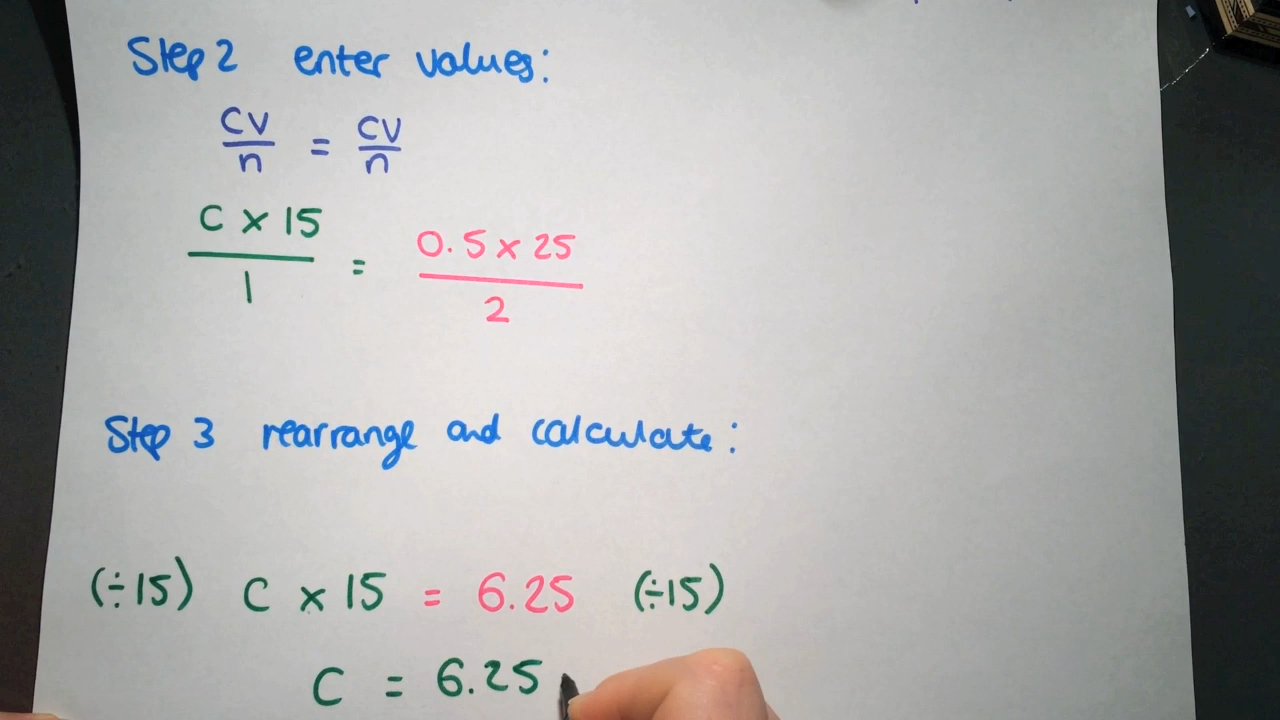 Step 2 enter values:
CV/n = CV/n
C × 15/1 = 0.5 × 25/2
Step 3 rearrange and calculate:
(÷15) C × 15 = 6.25 (÷15)
C = 6.25